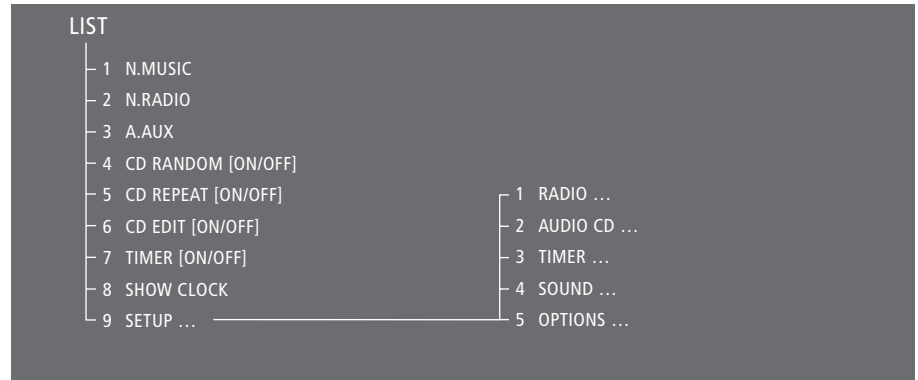 LIST
1 N.MUSIC
2 N.RADIO
3 A.AUX
4 CD RANDOM [ON/OFF]
5 CD REPEAT [ON/OFF]
6 CD EDIT [ON/OFF]
7 TIMER [ON/OFF]
8 SHOW CLOCK
9 SETUP …
1 RADIO …
2 AUDIO CD …
3 TIMER …
4 SOUND …
5 OPTIONS …